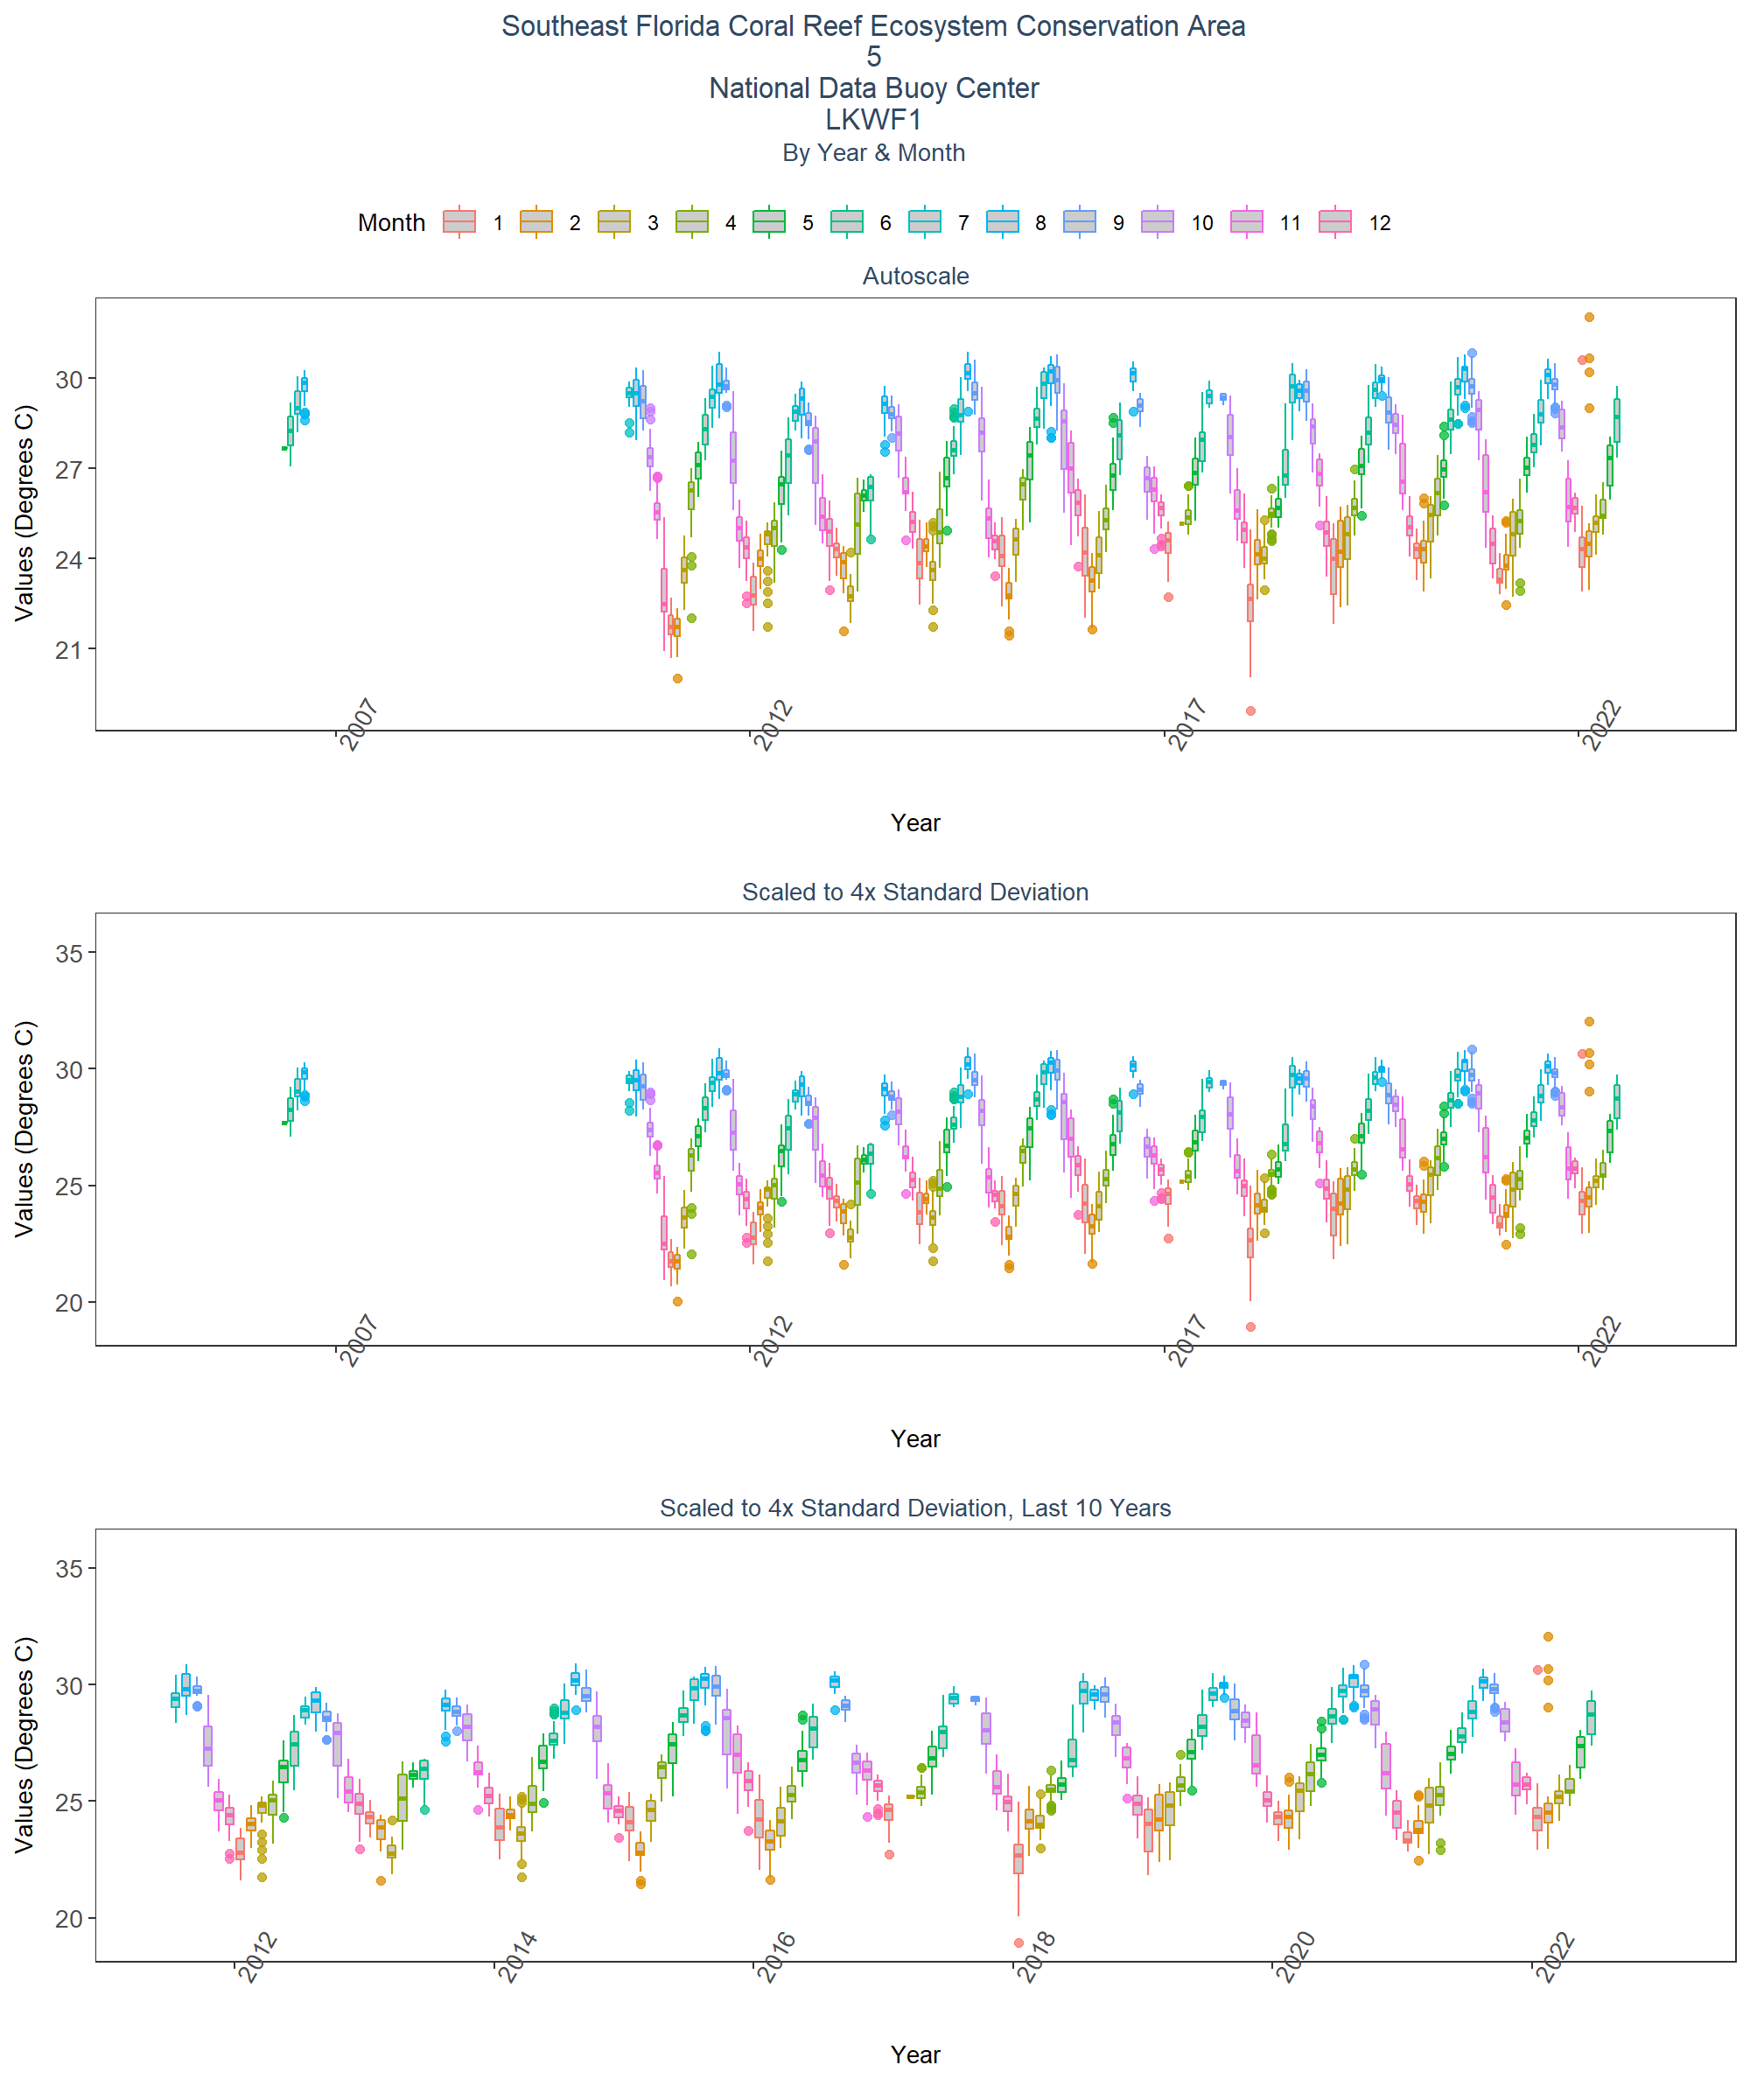 Southeast Florida Coral Reef Ecosystem Conservation Area
5
National Data Buoy Center
LKWF1
By Year & Month
Month 1 2 3 4 5 6 7 8 9 10 11 12
Autoscale
Values (Degrees C)
30
27
24
21
2007 2012 2017 2022
Year
Scaled to 4x Standard Deviation
Values (Degrees C)
35
30
25
20
2007 2012 2017 2022
Year
Scaled to 4x Standard Deviation, Last 10 Years
Values (Degrees C)
35
30
25
20
2012 2014 2016 2018 2020 2022
Year